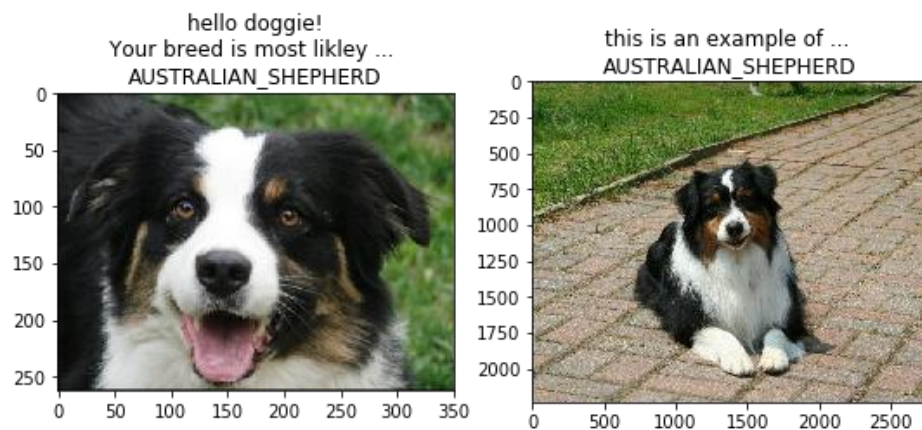 hello doggie!
Your breed is most likley ...
AUSTRALIAN_SHEPHERD
0
50
100
150
200
250
0 50 100 150 200 250 300 350
this is an example of ...
AUSTRALIAN_SHEPHERD
0
250
500
750
1000
1250
1500
1750
2000
0 500 1000 1500 2000 2500